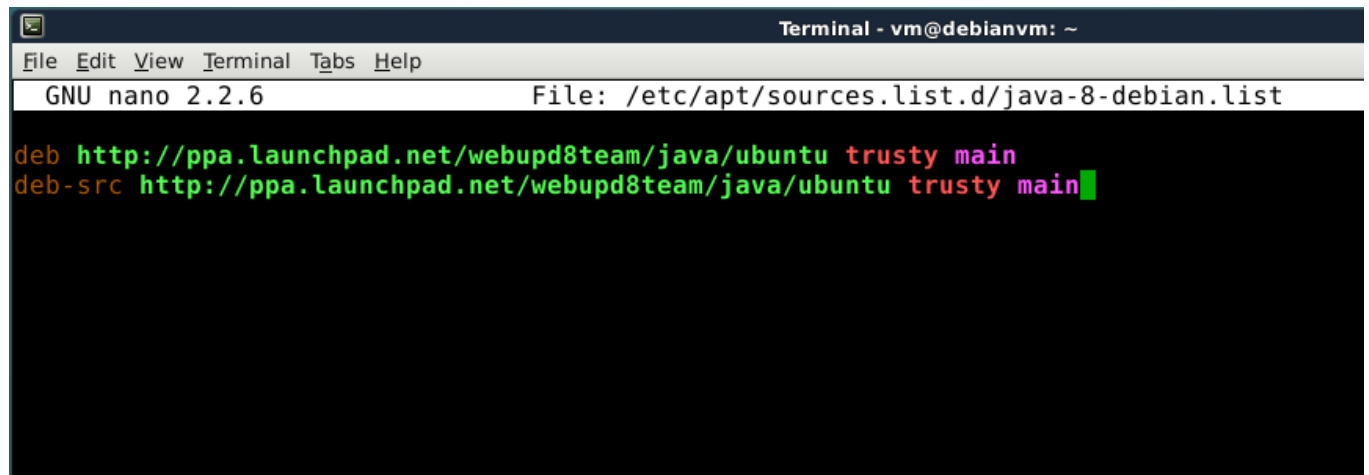 Terminal - vm@debianvm: ~
File Edit View Terminal Tabs Help
GNU nano 2.2.6 File: /etc/apt/sources.list.d/java-8-debian.list
deb http://ppa.launchpad.net/webupd8team/java/ubuntu trusty main
deb-src http://ppa.launchpad.net/webupd8team/java/ubuntu trusty main